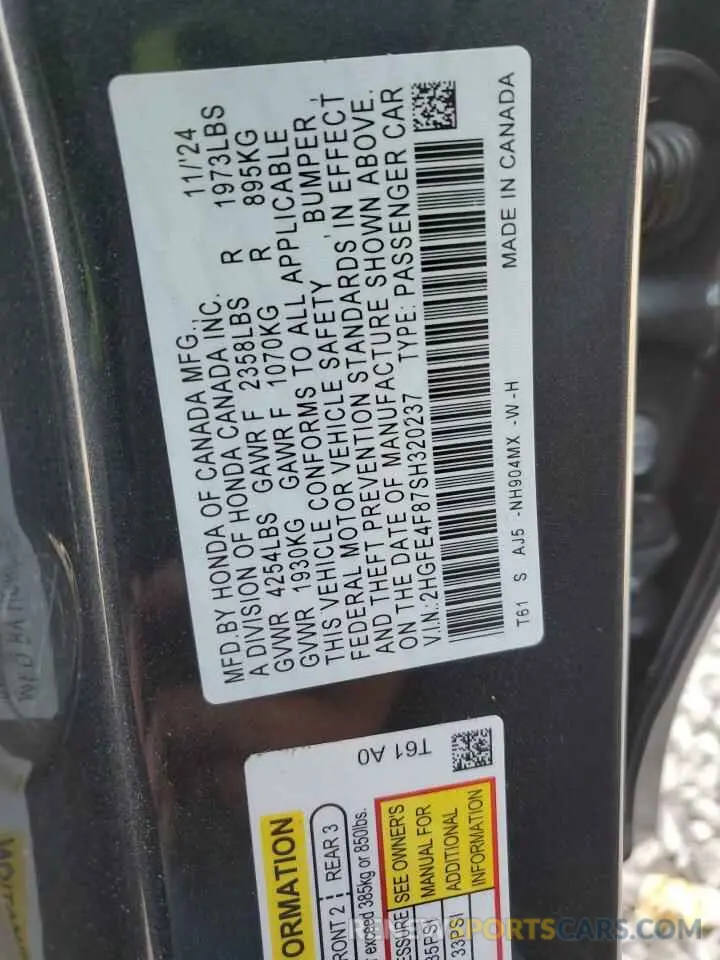 MFD.BY HONDA OF CANADA MFG., 11/'24
A DIVISION OF HONDA CANADA INC.
GVWR 4254LBS GAWR F 2358LBS R 1973LBS
GVWR 1930KG GAWR F 1070KG R 895KG
THIS VEHICLE CONFORMS TO ALL APPLICABLE
FEDERAL MOTOR VEHICLE SAFETY , BUMPER ,
AND THEFT PREVENTION STANDARDS IN EFFECT
ON THE DATE OF MANUFACTURE SHOWN ABOVE.
V.I.N.:2HGFE4F87SH320237 TYPE: PASSENGER CAR
T61 S AJ5 -NH904MX -W-H MADE IN CANADA
T61 A0
ORMATION
FRONT 2 REAR 3
exceed 385kg or 850lbs.
SEE OWNER'S
MANUAL FOR
ADDITIONAL
INFORMATION
33PSI
REVENTSPORTSCARS.COM